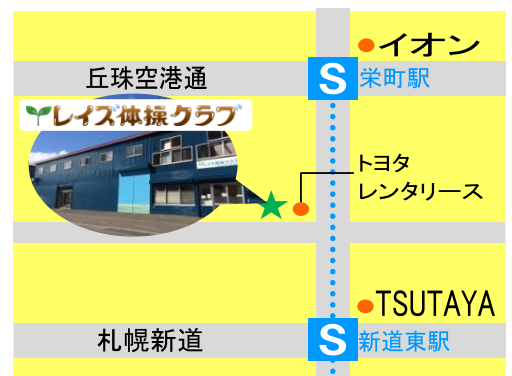 イオン
丘珠空港通
S
栄町駅
レイズ体操クラブ
トヨタ
レンタリース
TSUTAYA
札幌新道
S
新道東駅